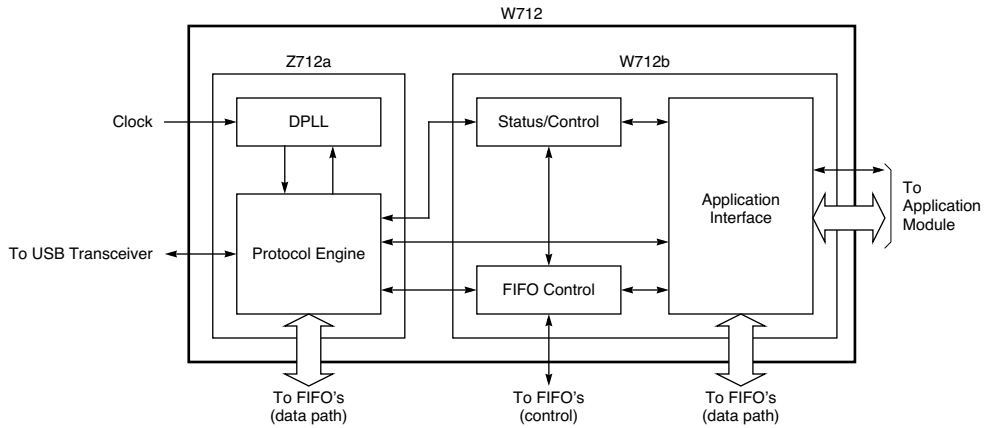 W712
Z712a
W712b
Clock
DPLL
Status/Control
Application
Interface
To
Application
Module
To USB Transceiver
Protocol Engine
FIFO Control
To FIFO's
(data path)
To FIFO's
(control)
To FIFO's
(data path)